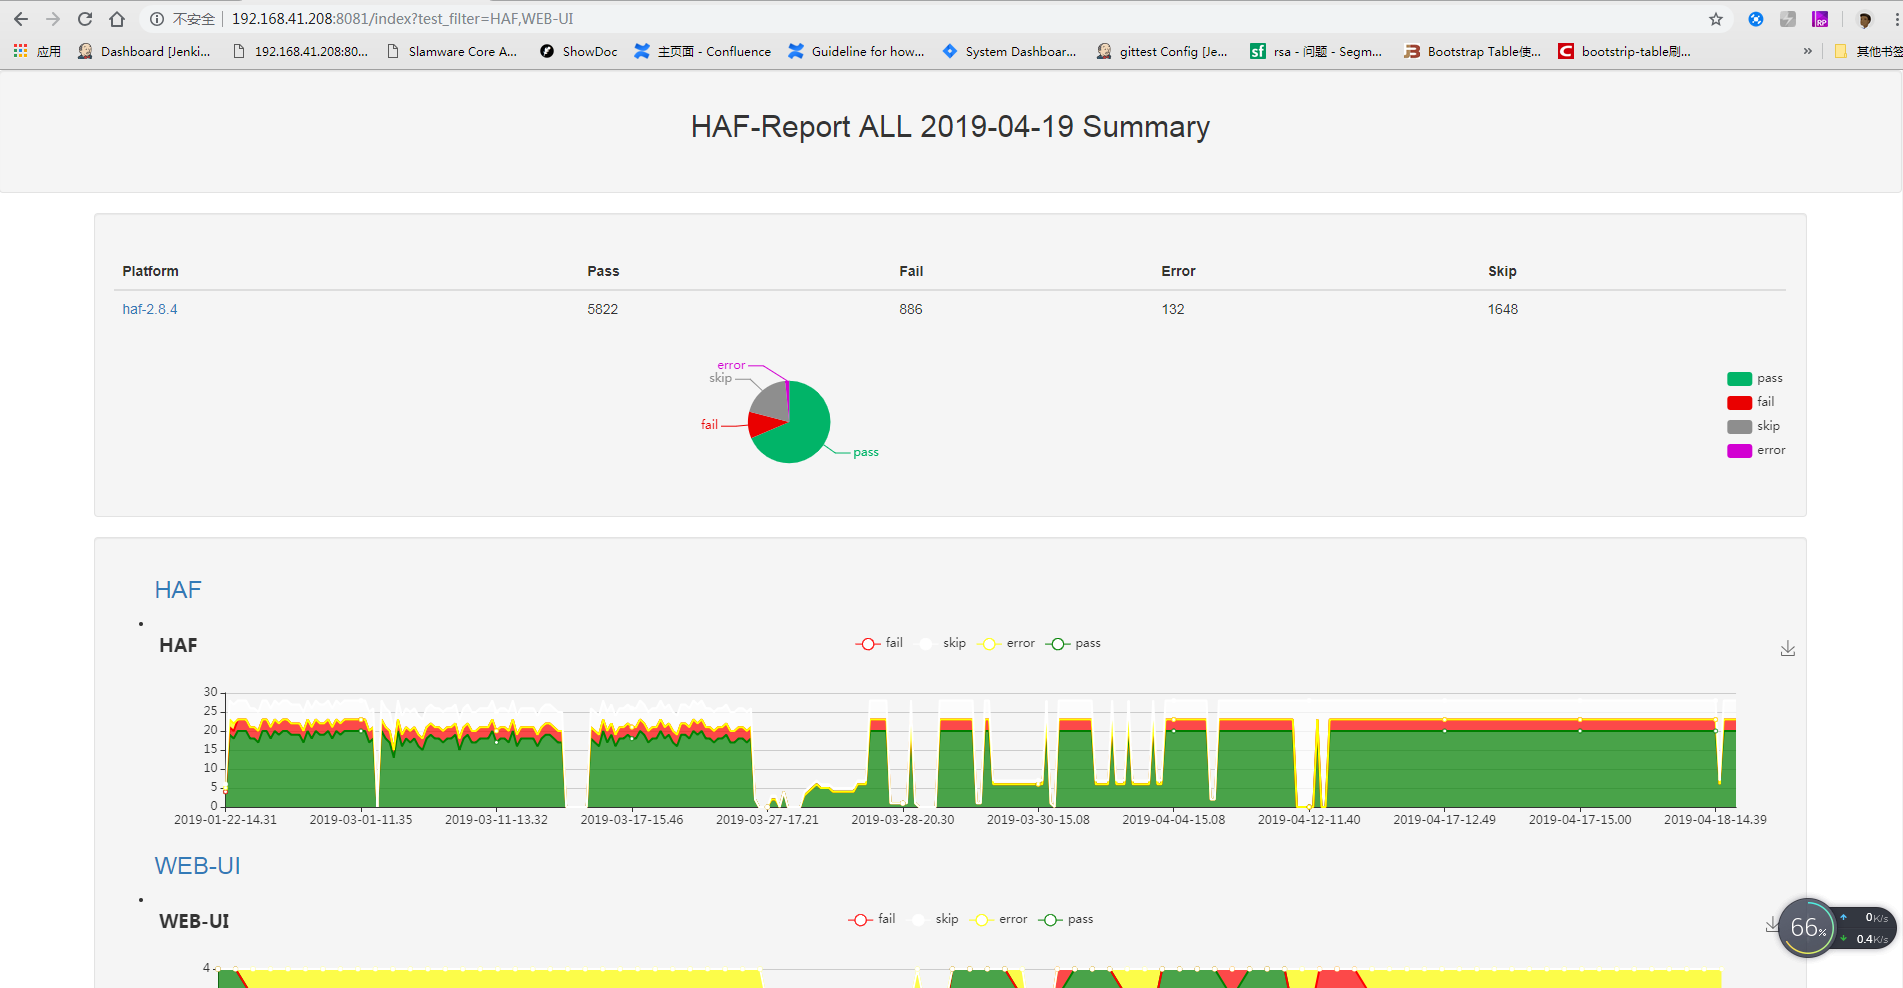 不安全 192.168.41.208:8081/index?test_filter=HAF,WEB-UI
应用 Dashboard [Jenki... 192.168.41.208:80... Slamware Core A... ShowDoc 主页面 - Confluence Guideline for how... System Dashboar... gittest Config [Je... rsa - 问题 - Segm... Bootstrap Table使... bootstrip-table刷... » 其他书签
HAF-Report ALL 2019-04-19 Summary
Platform Pass Fail Error Skip
haf-2.8.4 5822 886 132 1648
error
skip
fail
pass
pass
fail
skip
error
HAF
HAF
fail skip error pass
30
25
20
15
10
5
0
2019-01-22-14.31 2019-03-01-11.35 2019-03-11-13.32 2019-03-17-15.46 2019-03-27-17.21 2019-03-28-20.30 2019-03-30-15.08 2019-04-04-15.08 2019-04-12-11.40 2019-04-17-12.49 2019-04-17-15.00 2019-04-18-14.39
WEB-UI
WEB-UI
fail skip error pass
4
66%
0K/s
0.4K/s